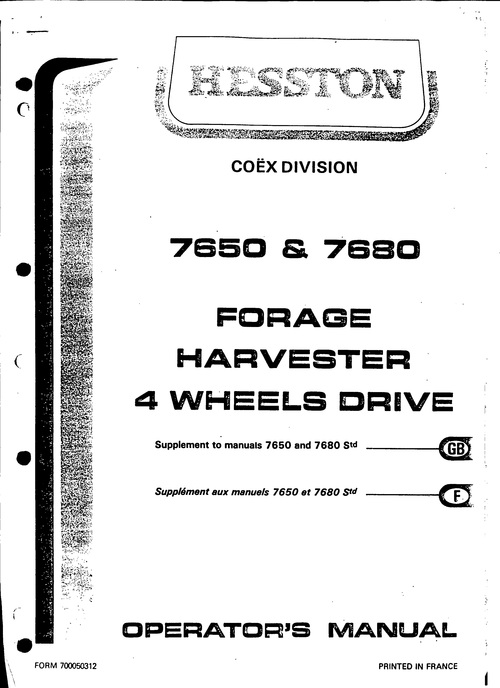 HESSTON
COËX DIVISION
7650 & 7680
FORAGE
HARVESTER
4 WHEELS DRIVE
Supplement to manuals 7650 and 7680 Std
GB
Supplément aux manuels 7650 et 7680 Std
F
OPERATOR'S MANUAL
FORM 700050312
PRINTED IN FRANCE